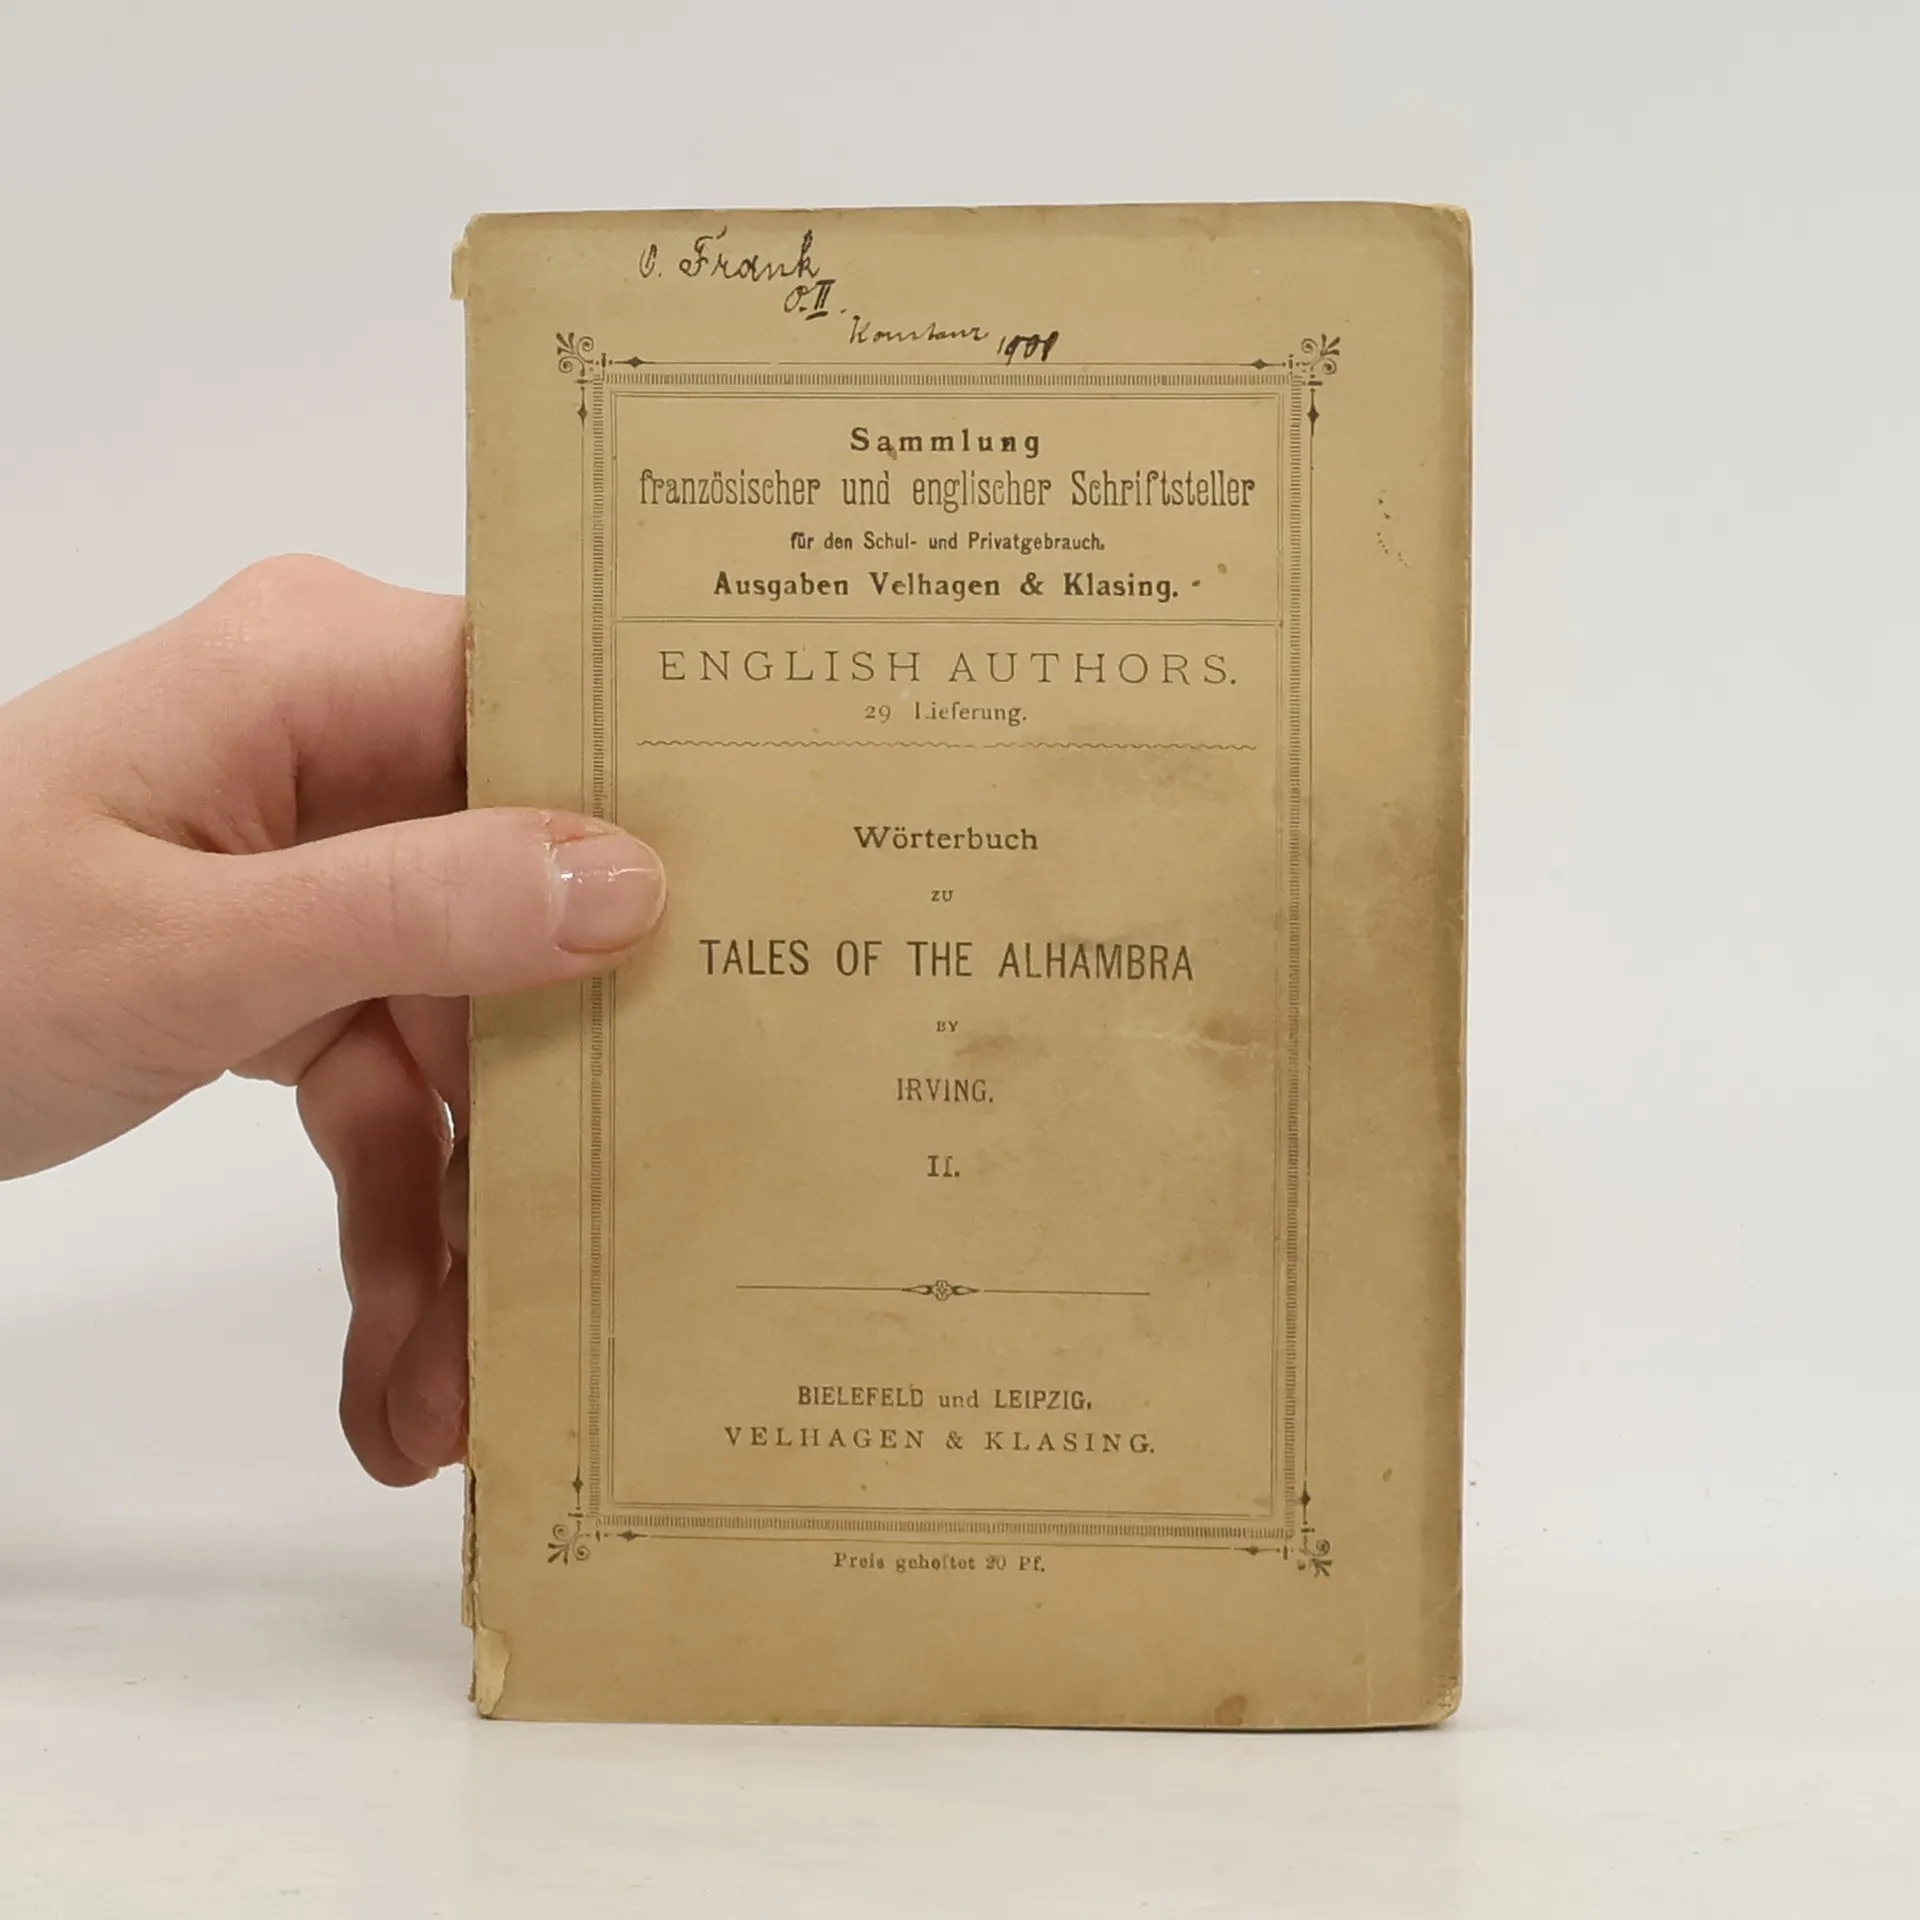 O. Frank
O.II.
Konstanz 1901
Sammlung
französischer und englischer Schriftsteller
für den Schul- und Privatgebrauch.
Ausgaben Velhagen & Klasing.
ENGLISH AUTHORS.
29 Lieferung.
Wörterbuch
ZU
TALES OF THE ALHAMBRA
BY
IRVING.
II.
BIELEFELD und LEIPZIG.
VELHAGEN & KLASING.
Preis geheftet 20 Pf.